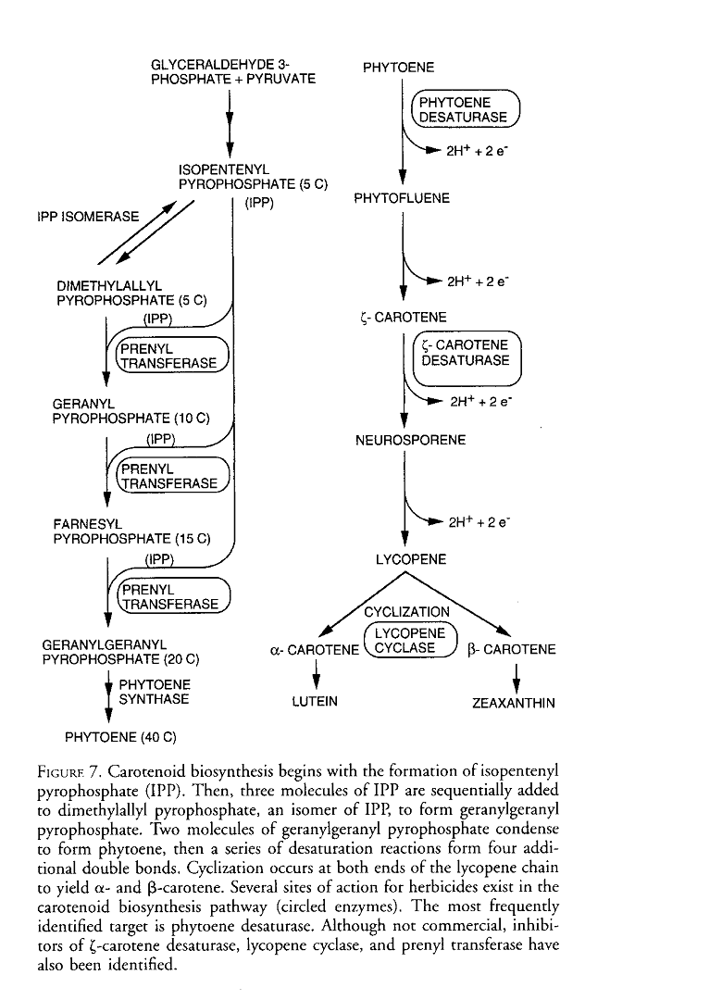 GLYCERALDEHYDE 3-
PHOSPHATE + PYRUVATE
ISOPENTENYL
PYROPHOSPHATE (5 C)
(IPP)
IPP ISOMERASE
DIMETHYLALLYL
PYROPHOSPHATE (5 C)
(IPP)
PRENYL
TRANSFERASE
GERANYL
PYROPHOSPHATE (10 C)
(IPP)
PRENYL
TRANSFERASE
FARNESYL
PYROPHOSPHATE (15 C)
(IPP)
PRENYL
TRANSFERASE
GERANYLGERANYL
PYROPHOSPHATE (20 C)
PHYTOENE
SYNTHASE
PHYTOENE (40 C)
PHYTOENE
PHYTOENE
DESATURASE
2H⁺ + 2 e⁻
PHYTOFLUENE
2H⁺ + 2 e⁻
ζ- CAROTENE
ζ- CAROTENE
DESATURASE
2H⁺ + 2 e⁻
NEUROSPORENE
2H⁺ + 2 e⁻
LYCOPENE
CYCLIZATION
LYCOPENE
CYCLASE
α- CAROTENE
β- CAROTENE
LUTEIN
ZEAXANTHIN
FIGURE 7. Carotenoid biosynthesis begins with the formation of isopentenyl
pyrophosphate (IPP). Then, three molecules of IPP are sequentially added
to dimethylallyl pyrophosphate, an isomer of IPP, to form geranylgeranyl
pyrophosphate. Two molecules of geranylgeranyl pyrophosphate condense
to form phytoene, then a series of desaturation reactions form four addi-
tional double bonds. Cyclization occurs at both ends of the lycopene chain
to yield α- and β-carotene. Several sites of action for herbicides exist in the
carotenoid biosynthesis pathway (circled enzymes). The most frequently
identified target is phytoene desaturase. Although not commercial, inhibi-
tors of ζ-carotene desaturase, lycopene cyclase, and prenyl transferase have
also been identified.